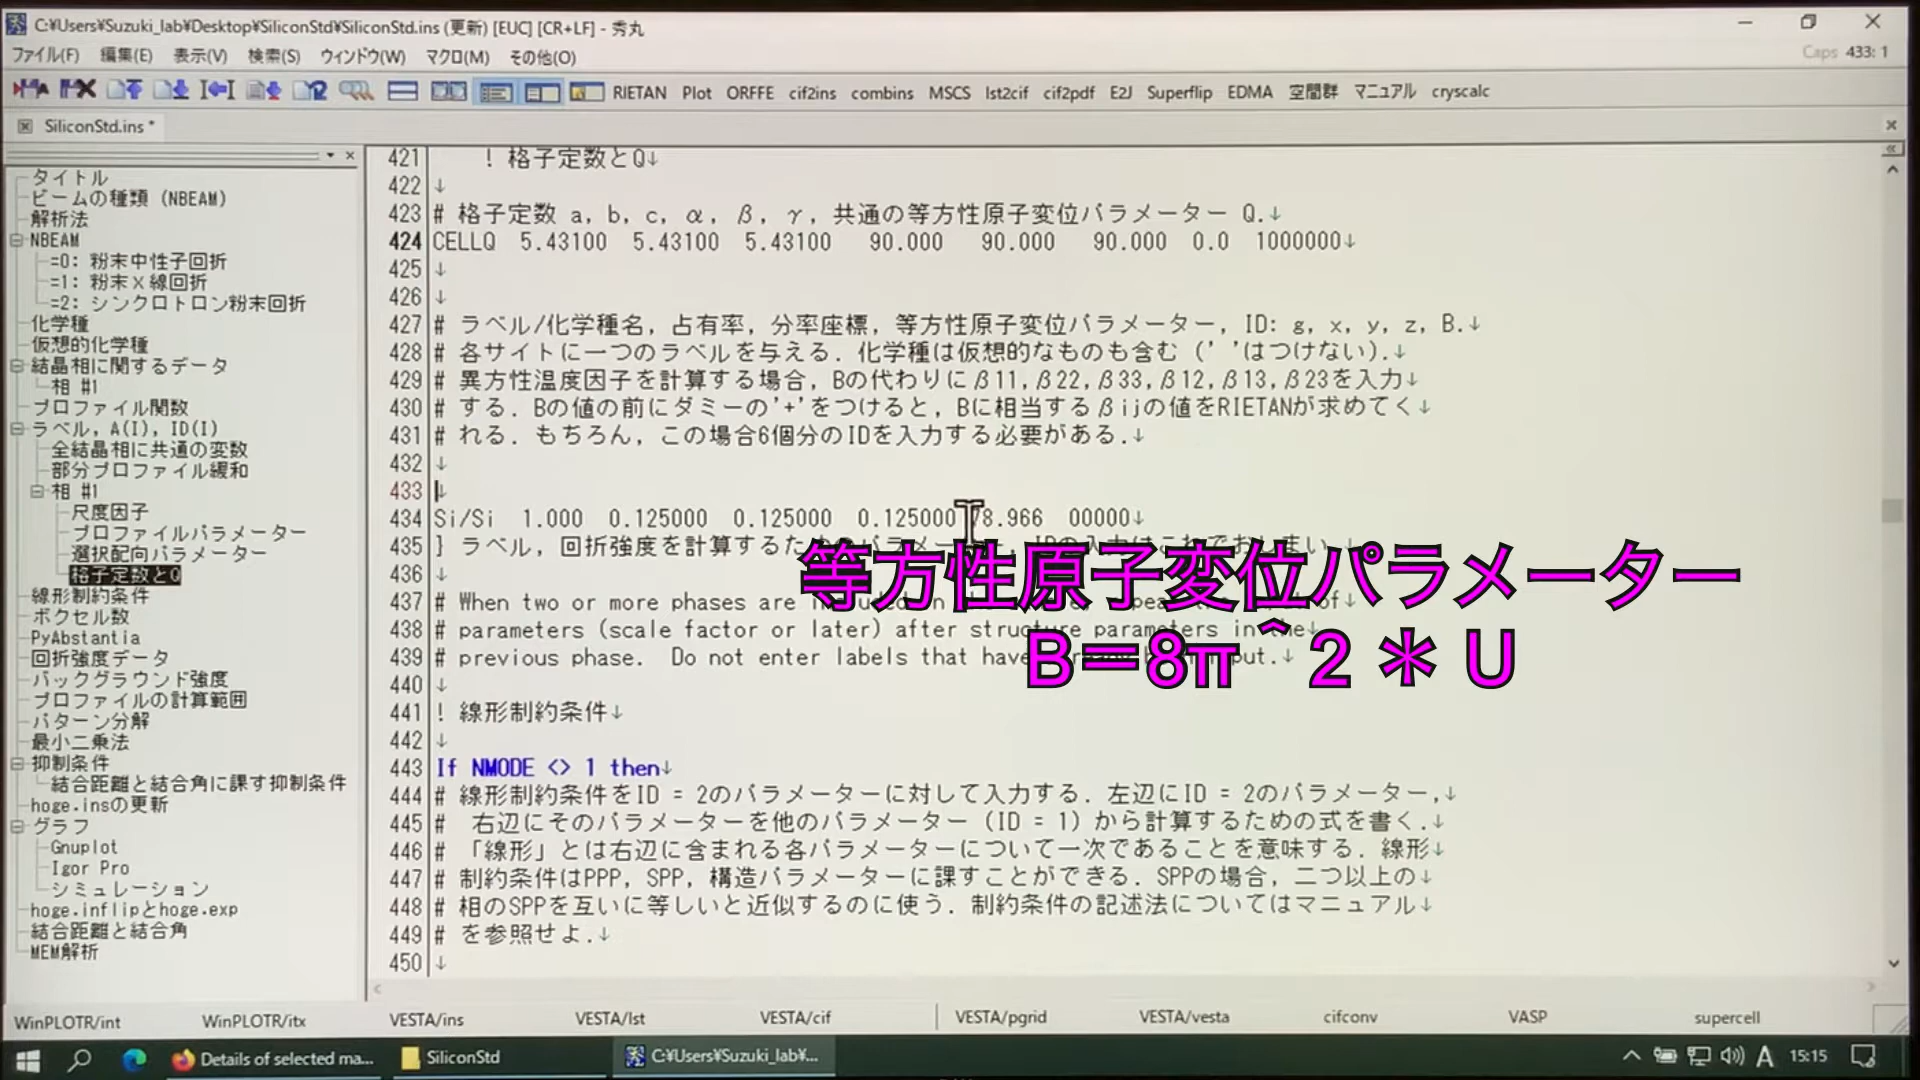 C:¥Users¥Suzuki_lab¥Desktop¥SiliconStd¥SiliconStd.ins (更新) [EUC] [CR+LF] - 秀丸
ファイル(F) 編集(E) 表示(V) 検索(S) ウィンドウ(W) マクロ(M) その他(O)
Caps 433: 1
RIETAN Plot ORFFE cif2ins combins MSCS lst2cif cif2pdf E2J Superflip EDMA 空間群 マニュアル cryscalc
SiliconStd.ins *
タイトル
ビームの種類 (NBEAM)
解析法
NBEAM
=0: 粉末中性子回折
=1: 粉末X線回折
=2: シンクロトロン粉末回折
化学種
仮想的化学種
結晶相に関するデータ
相 #1
プロファイル関数
ラベル, A(I), ID(I)
全結晶相に共通の変数
部分プロファイル緩和
相 #1
尺度因子
プロファイルパラメーター
選択配向パラメーター
格子定数とQ
線形制約条件
ボクセル数
PyAbstantia
回折強度データ
バックグラウンド強度
プロファイルの計算範囲
パターン分解
最小二乗法
抑制条件
結合距離と結合角に課す抑制条件
hoge.insの更新
グラフ
Gnuplot
Igor Pro
シミュレーション
hoge.inflipとhoge.exp
結合距離と結合角
MEM解析
421 ! 格子定数とQ↓
422 ↓
423 # 格子定数 a, b, c, α, β, γ, 共通の等方性原子変位パラメーター Q.↓
424 CELLQ 5.43100 5.43100 5.43100 90.000 90.000 90.000 0.0 1000000↓
425 ↓
426 ↓
427 # ラベル/化学種名, 占有率, 分率座標, 等方性原子変位パラメーター, ID: g, x, y, z, B.↓
428 # 各サイトに一つのラベルを与える. 化学種は仮想的なものも含む (' 'はつけない).↓
429 # 異方性温度因子を計算する場合, Bの代わりにβ11,β22,β33,β12,β13,β23を入力↓
430 # する. Bの値の前にダミーの'+'をつけると, Bに相当するβijの値をRIETANが求めてく↓
431 # れる. もちろん, この場合6個分のIDを入力する必要がある.↓
432 ↓
433 ↓
434 Si/Si 1.000 0.125000 0.125000 0.125000 78.966 00000↓
435 } ラベル, 回折強度を計算するためのパラメーター, IDの入力はこれでおしまい.↓
等方性原子変位パラメーター
B=8π^2*U
436 ↓
437 # When two or more phases are included in the of↓
438 # parameters (scale factor or later) after structure parameters in the↓
439 # previous phase. Do not enter labels that have put.↓
440 ↓
441 ! 線形制約条件↓
442 ↓
443 If NMODE <> 1 then↓
444 # 線形制約条件をID = 2のパラメーターに対して入力する. 左辺にID = 2のパラメーター,↓
445 # 右辺にそのパラメーターを他のパラメーター (ID = 1) から計算するための式を書く.↓
446 # 「線形」とは右辺に含まれる各パラメーターについて一次であることを意味する. 線形↓
447 # 制約条件はPPP, SPP, 構造パラメーターに課すことができる. SPPの場合, 二つ以上の↓
448 # 相のSPPを互いに等しいと近似するのに使う. 制約条件の記述法についてはマニュアル↓
449 # を参照せよ.↓
450 ↓
WinPLOTR/int WinPLOTR/itx VESTA/ins VESTA/lst VESTA/cif VESTA/pgrid VESTA/vesta cifconv VASP supercell
Details of selected ma... SiliconStd C:¥Users¥Suzuki_lab¥... A 15:15